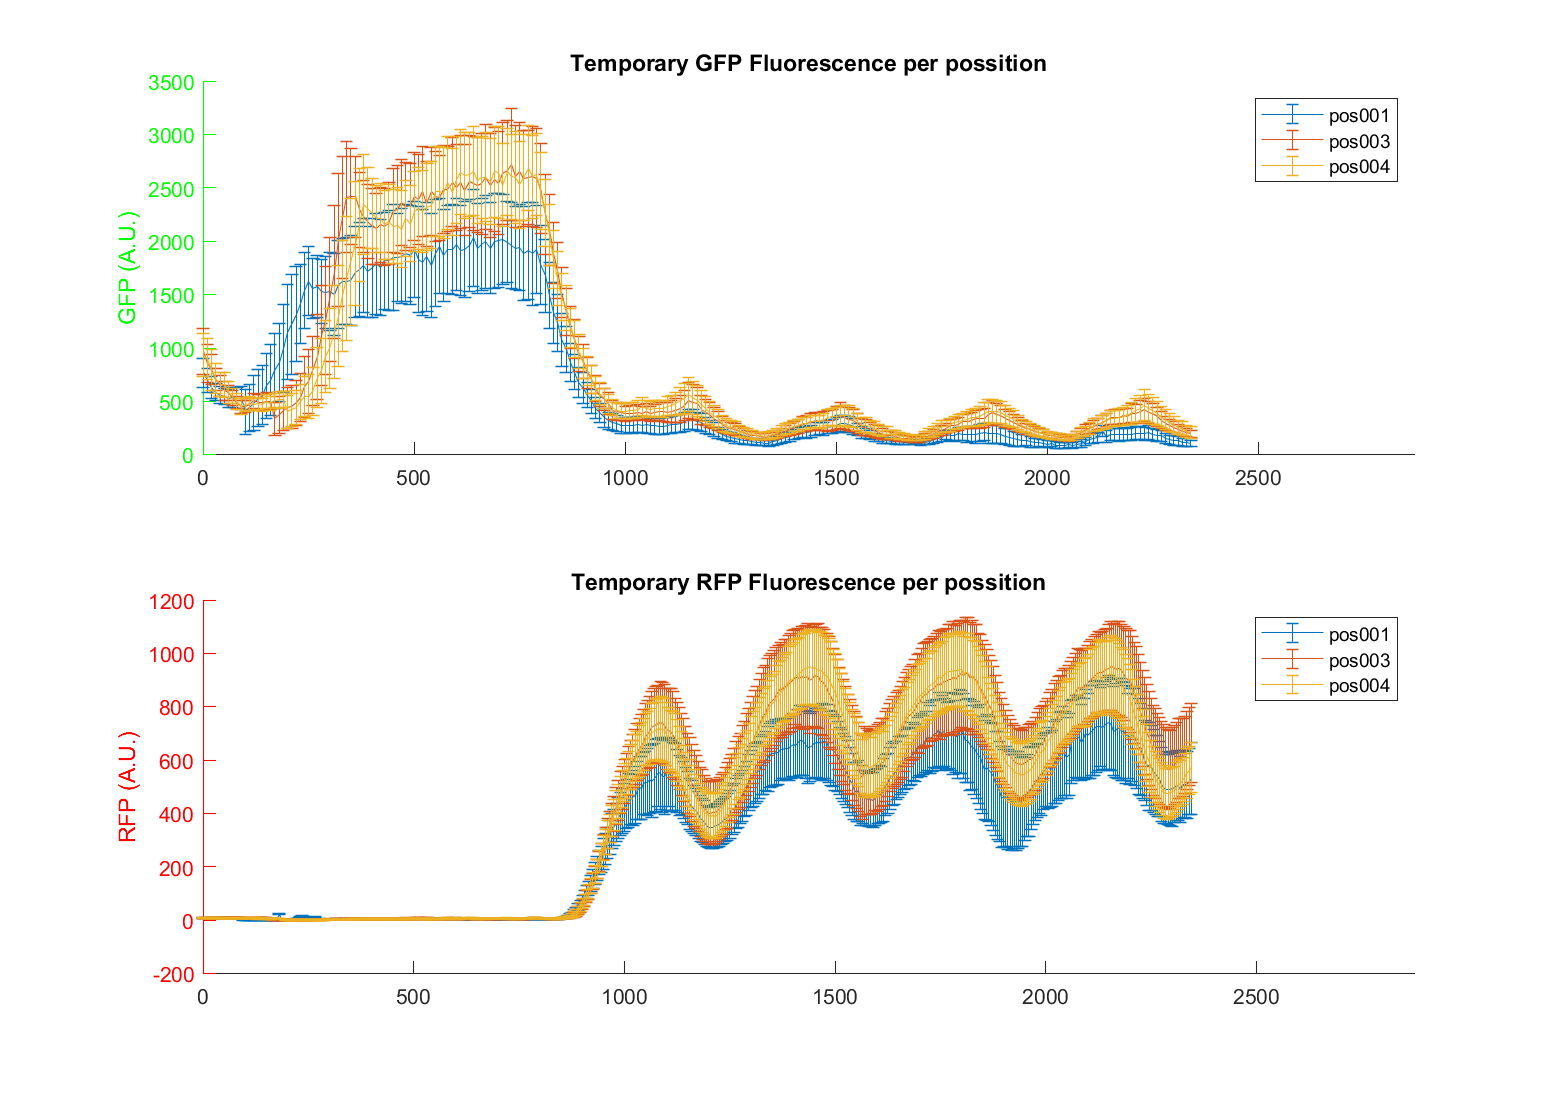 Temporary GFP Fluorescence per possition
3500
3000
2500
2000
1500
1000
500
0
GFP (A.U.)
0 500 1000 1500 2000 2500
pos001
pos003
pos004
Temporary RFP Fluorescence per possition
1200
1000
800
600
400
200
0
-200
RFP (A.U.)
0 500 1000 1500 2000 2500
pos001
pos003
pos004